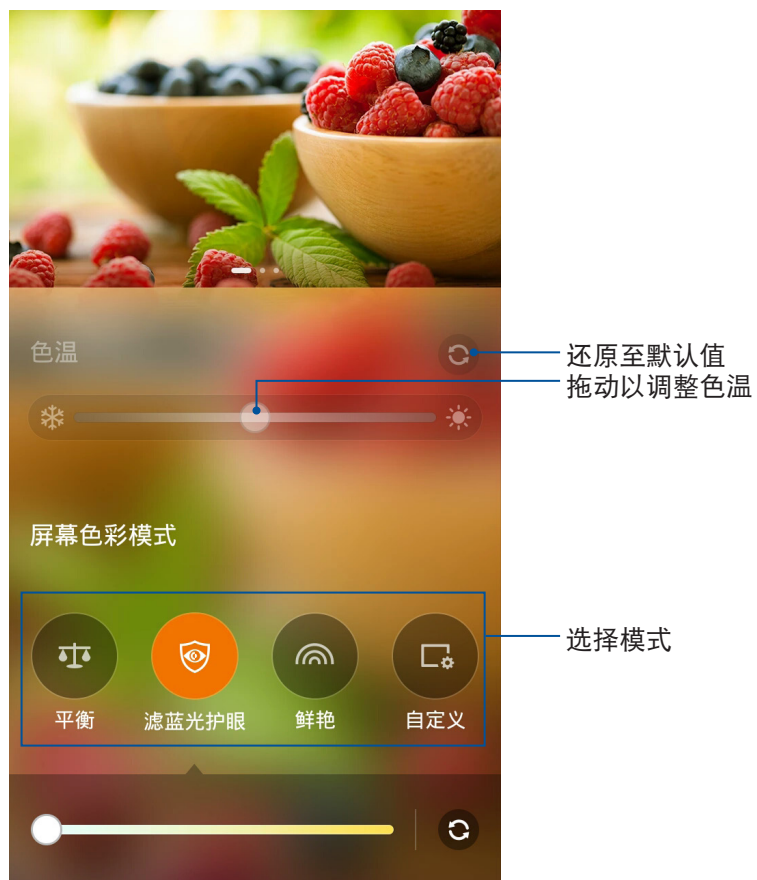 色温
还原至默认值
拖动以调整色温
屏幕色彩模式
选择模式
平衡 滤蓝光护眼 鲜艳 自定义